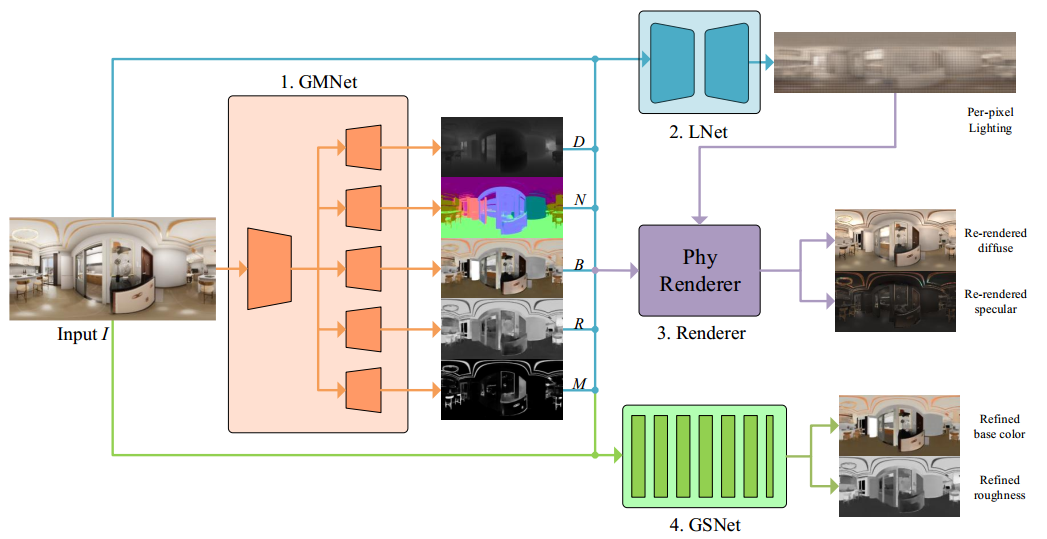 1. GMNet
Input I
D
N
B
R
M
2. LNet
Per-pixel
Lighting
Phy
Renderer
3. Renderer
Re-rendered
diffuse
Re-rendered
specular
4. GSNet
Refined
base color
Refined
roughness